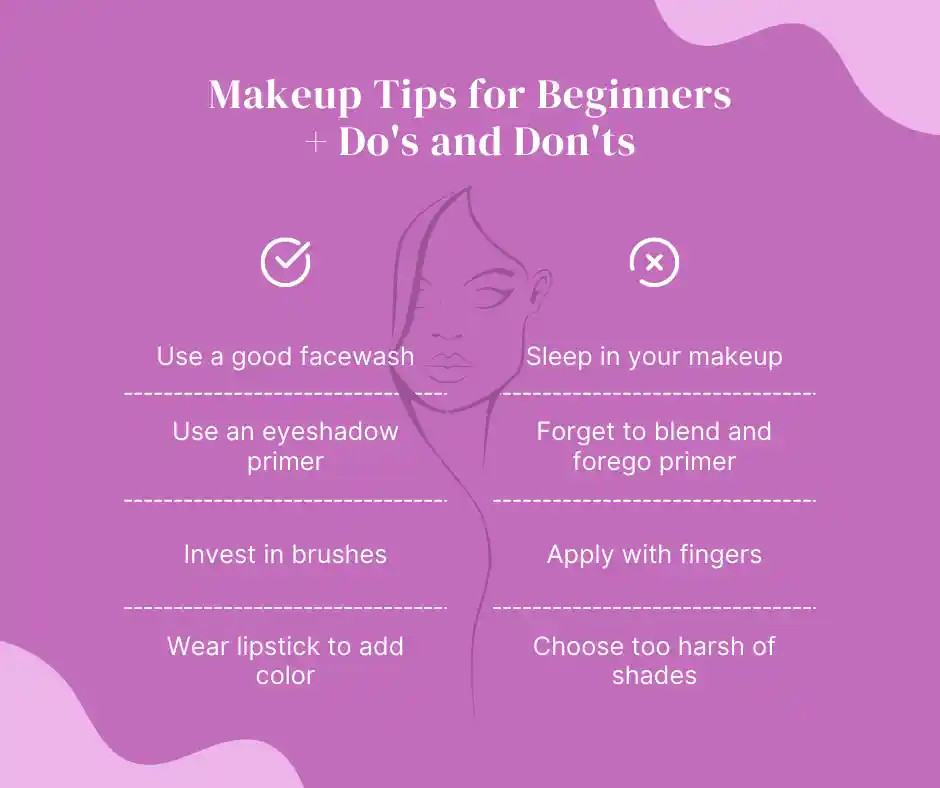 Makeup Tips for Beginners
+ Do's and Don'ts
Use a good facewash
Sleep in your makeup
Use an eyeshadow
primer
Forget to blend and
forego primer
Invest in brushes
Apply with fingers
Wear lipstick to add
color
Choose too harsh of
shades